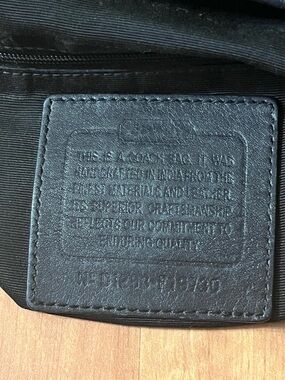 THIS IS A COACH BAG. IT WAS
HANDCRAFTED IN INDIA FROM THE
FINEST MATERIALS AND LEATHER.
ITS SUPERIOR CRAFTSMANSHIP
REFLECTS OUR COMMITMENT TO
ENDURING QUALITY.